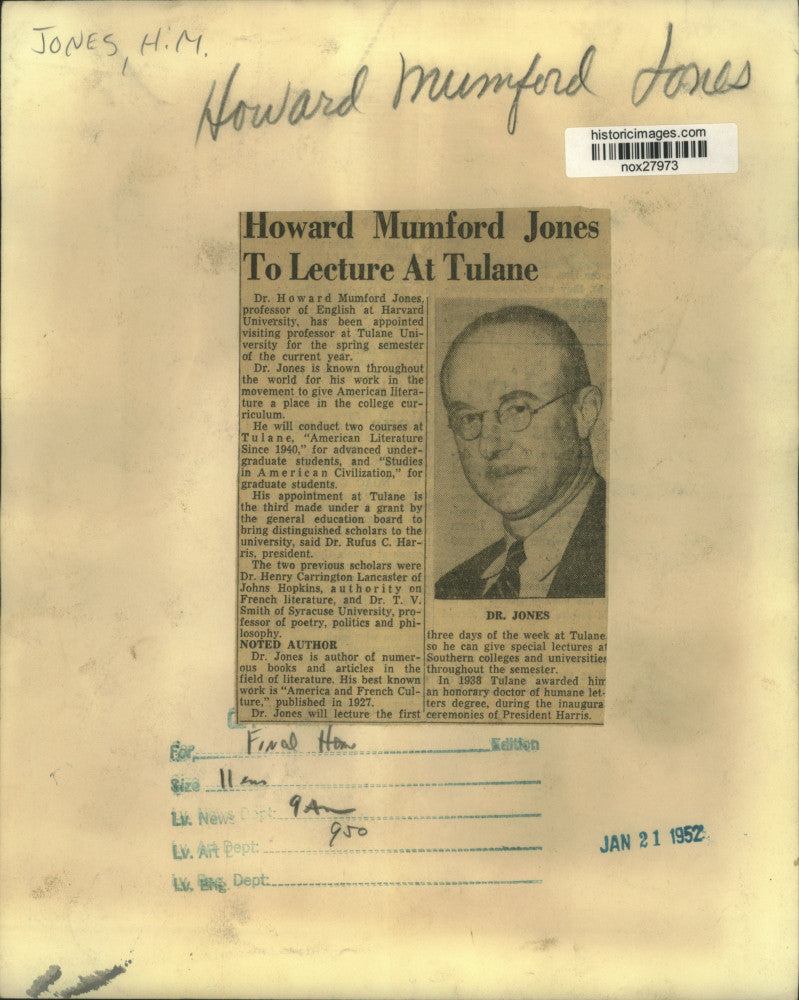 JONES, H.M.
Howard Mumford Jones
historicimages.com
nox27973
Howard Mumford Jones
To Lecture At Tulane
Dr. Howard Mumford Jones,
professor of English at Harvard
University, has been appointed
visiting professor at Tulane Uni-
versity for the spring semester
of the current year.
Dr. Jones is known throughout
the world for his work in the
movement to give American litera-
ture a place in the college cur-
riculum.
He will conduct two courses at
Tulane, "American Literature
Since 1940," for advanced under-
graduate students, and "Studies
in American Civilization," for
graduate students.
His appointment at Tulane is
the third made under a grant by
the general education board to
bring distinguished scholars to the
university, said Dr. Rufus C. Har-
ris, president.
The two previous scholars were
Dr. Henry Carrington Lancaster of
Johns Hopkins, authority on
French literature, and Dr. T. V.
Smith of Syracuse University, pro-
fessor of poetry, politics and phi-
losophy.
NOTED AUTHOR
Dr. Jones is author of numer-
ous books and articles in the
field of literature. His best known
work is "America and French Cul-
ture," published in 1927.
Dr. Jones will lecture the first
DR. JONES
three days of the week at Tulane
so he can give special lectures at
Southern colleges and universities
throughout the semester.
In 1938 Tulane awarded him
an honorary doctor of humane let-
ters degree, during the inaugura
ceremonies of President Harris.
For Final Edition
Size 11 ems
Lv. News Dept. 9 Am
950
Lv. Art Dept.
Lv. Eng. Dept.
JAN 21 1952